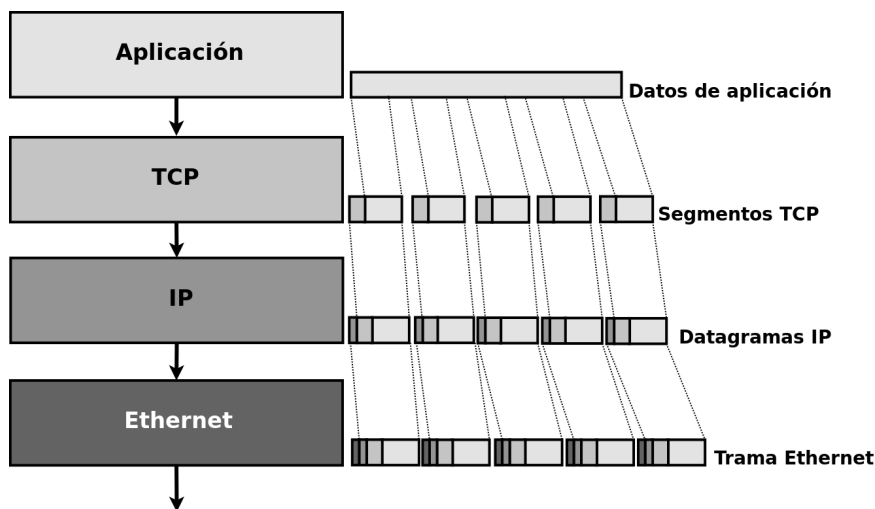 Aplicación
Datos de aplicación
TCP
Segmentos TCP
IP
Datagramas IP
Ethernet
Trama Ethernet